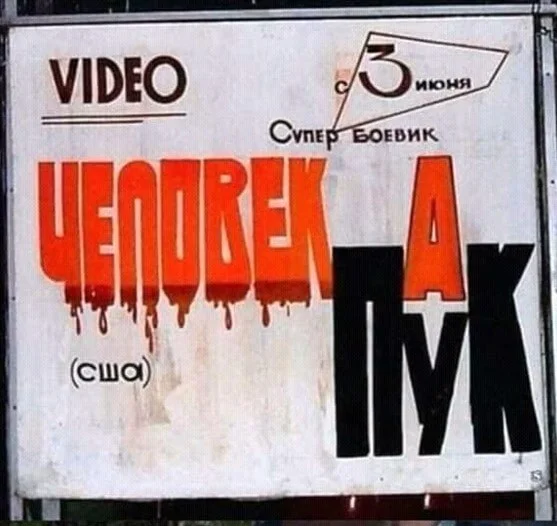 VIDEO
с 3 июня
Супер боевик
ЧЕЛОВЕК
А
ПУК
(США)